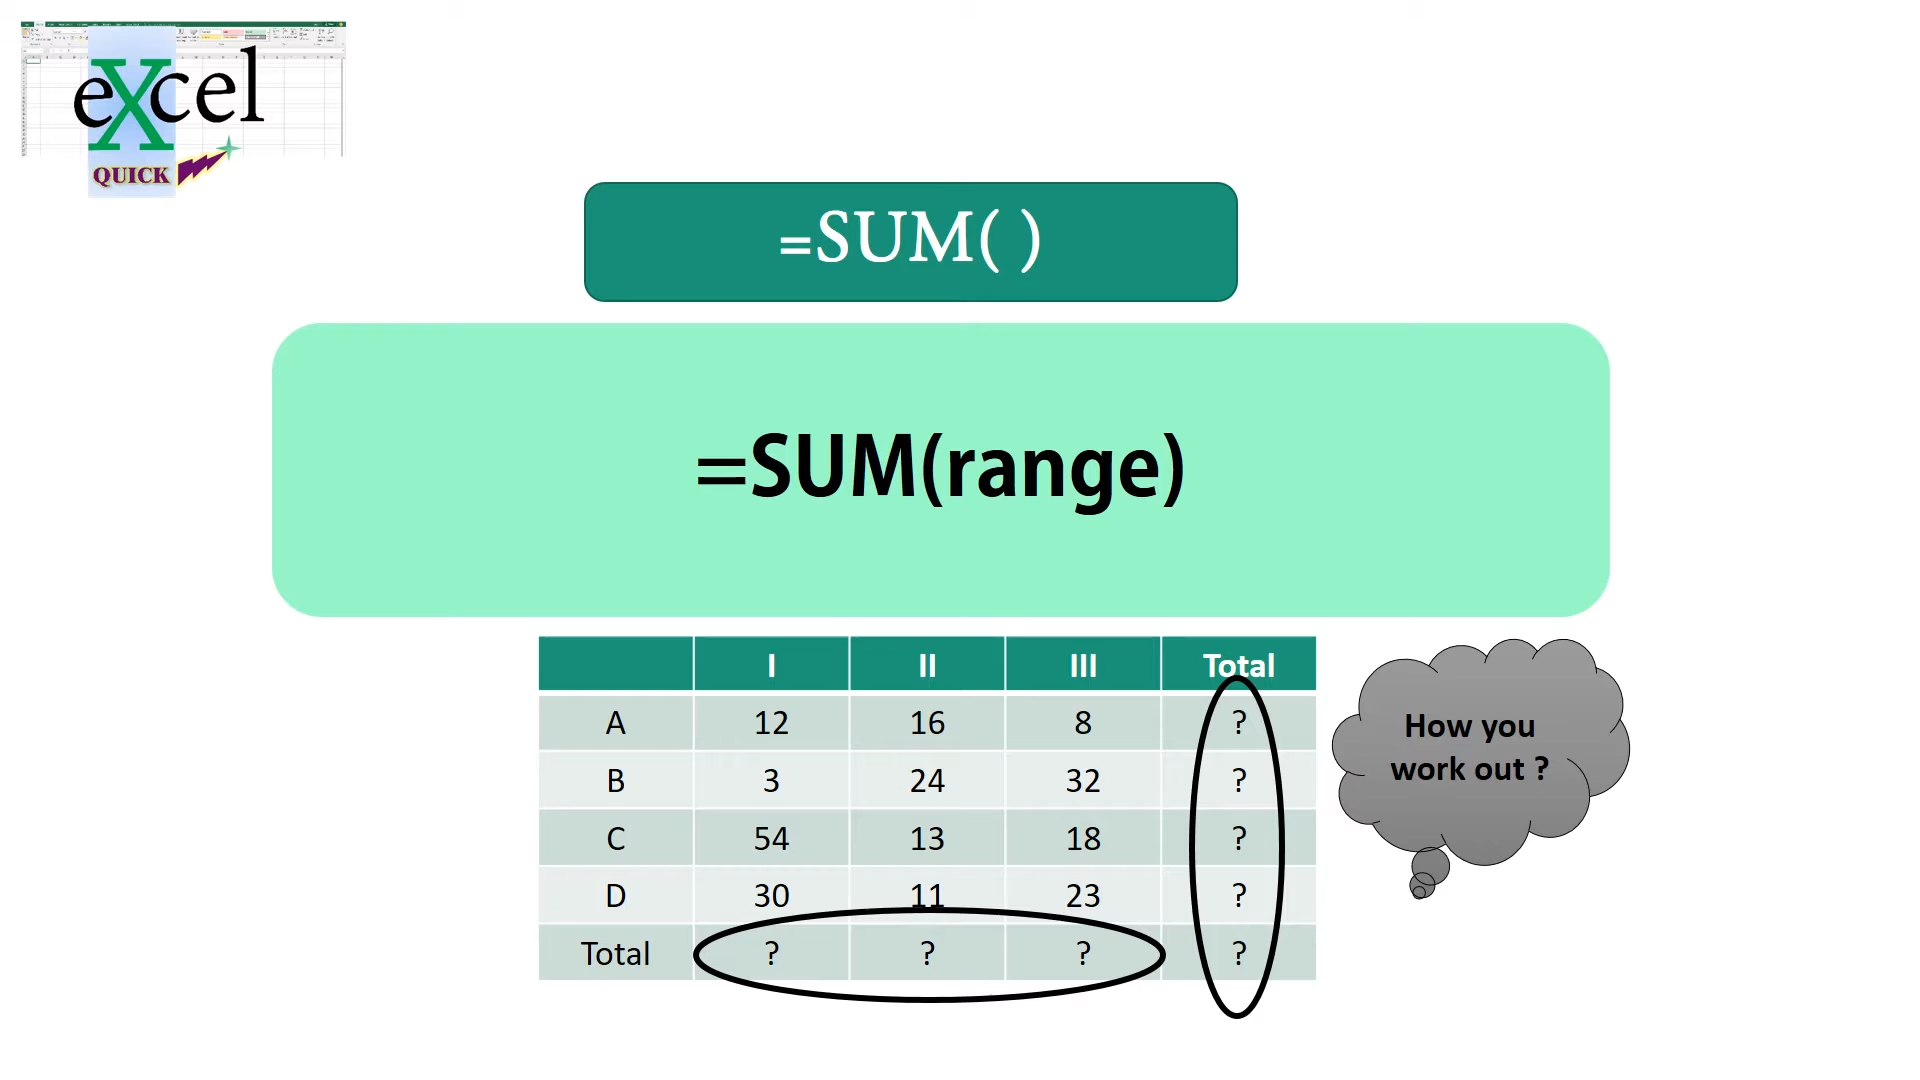 eXcel
QUICK
=SUM( )
=SUM(range)
I II III Total
A 12 16 8 ?
B 3 24 32 ?
C 54 13 18 ?
D 30 11 23 ?
Total ? ? ? ?
How you
work out ?